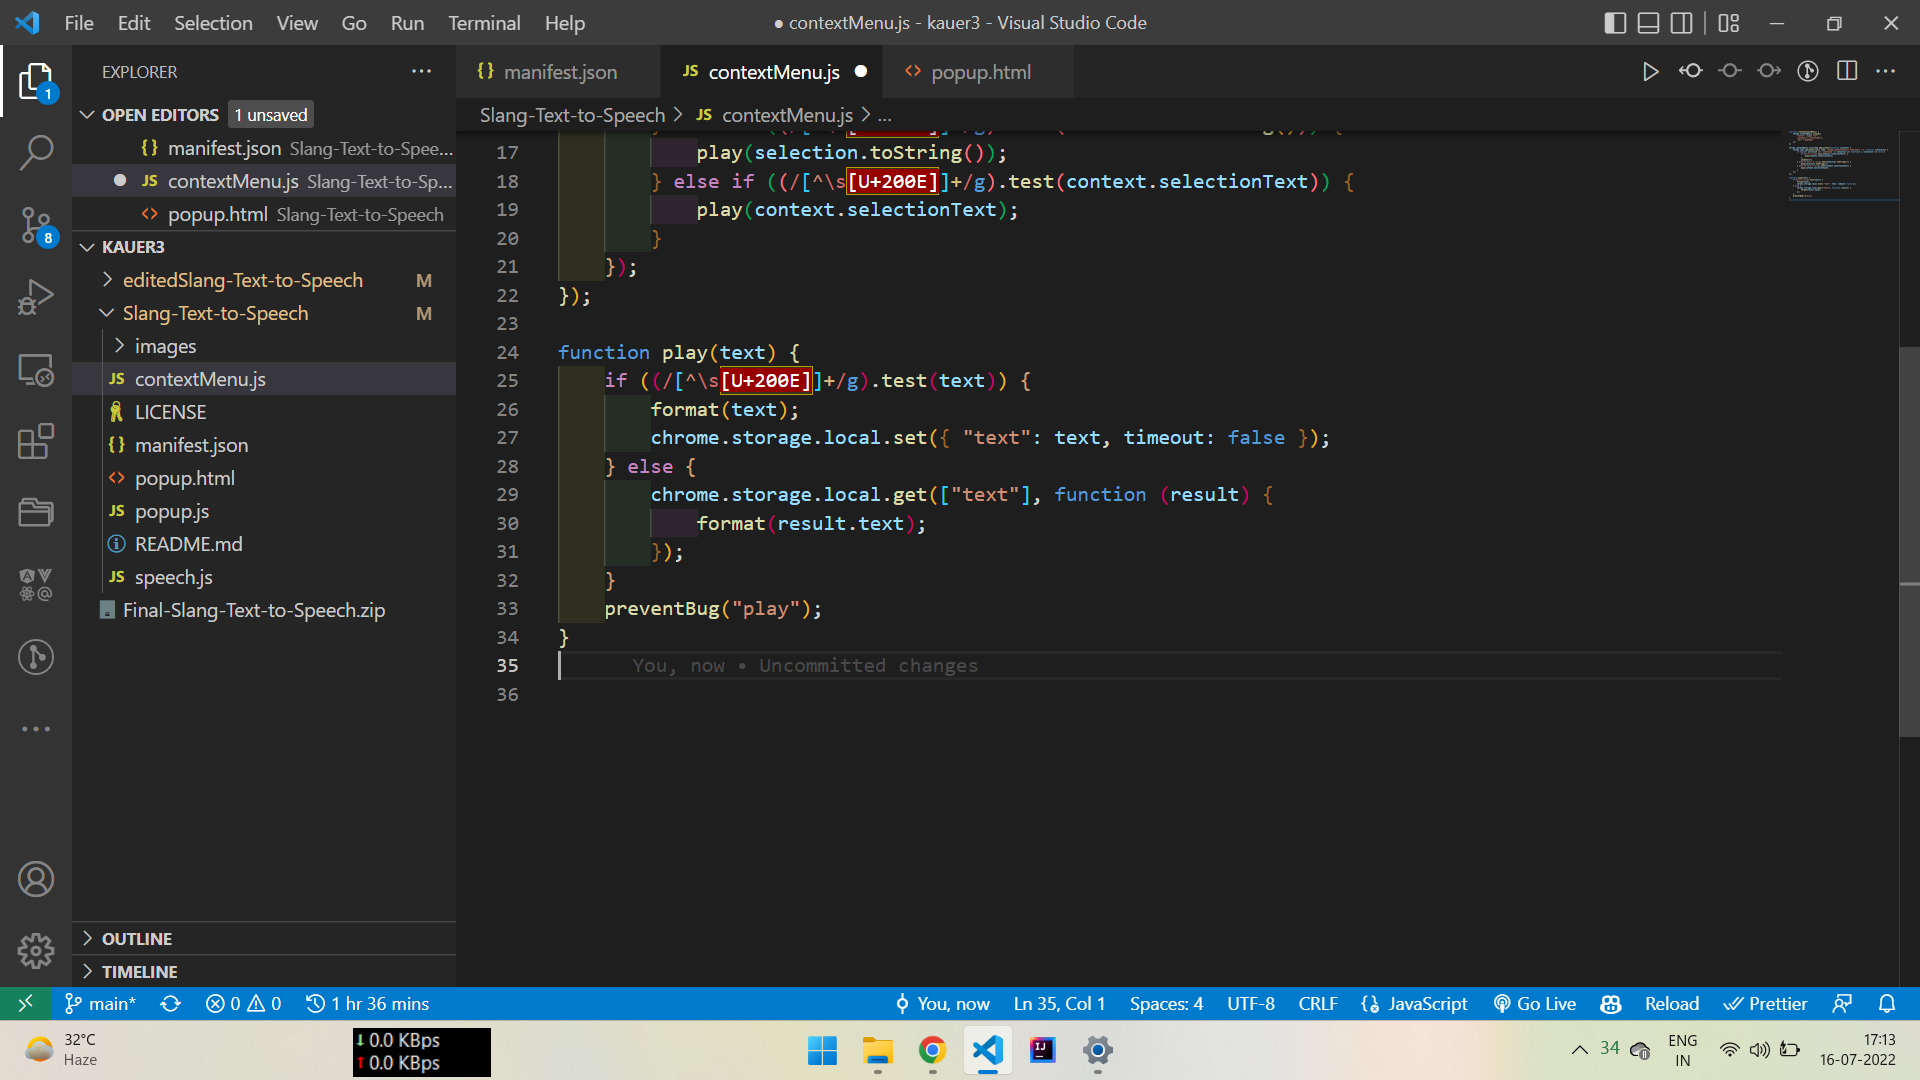 File Edit Selection View Go Run Terminal Help
● contextMenu.js - kauer3 - Visual Studio Code
EXPLORER
OPEN EDITORS 1 unsaved
manifest.json Slang-Text-to-Spee...
contextMenu.js Slang-Text-to-Sp...
popup.html Slang-Text-to-Speech
KAUER3
editedSlang-Text-to-Speech M
Slang-Text-to-Speech M
images
JS contextMenu.js
LICENSE
{} manifest.json
<> popup.html
JS popup.js
README.md
JS speech.js
Final-Slang-Text-to-Speech.zip
OUTLINE
TIMELINE
1
8
{} manifest.json
JS contextMenu.js ●
<> popup.html
Slang-Text-to-Speech > JS contextMenu.js > ...
17 play(selection.toString());
18 } else if ((/[^\s[U+200E]]+/g).test(context.selectionText)) {
19 play(context.selectionText);
20 }
21 });
22 });
23
24 function play(text) {
25 if ((/[^\s[U+200E]]+/g).test(text)) {
26 format(text);
27 chrome.storage.local.set({ "text": text, timeout: false });
28 } else {
29 chrome.storage.local.get(["text"], function (result) {
30 format(result.text);
31 });
32 }
33 preventBug("play");
34 }
35 You, now • Uncommitted changes
36
main* 0 0 1 hr 36 mins
You, now Ln 35, Col 1 Spaces: 4 UTF-8 CRLF JavaScript Go Live Reload Prettier
32°C
Haze
↓ 0.0 KBps
↑ 0.0 KBps
34
ENG
IN
17:13
16-07-2022